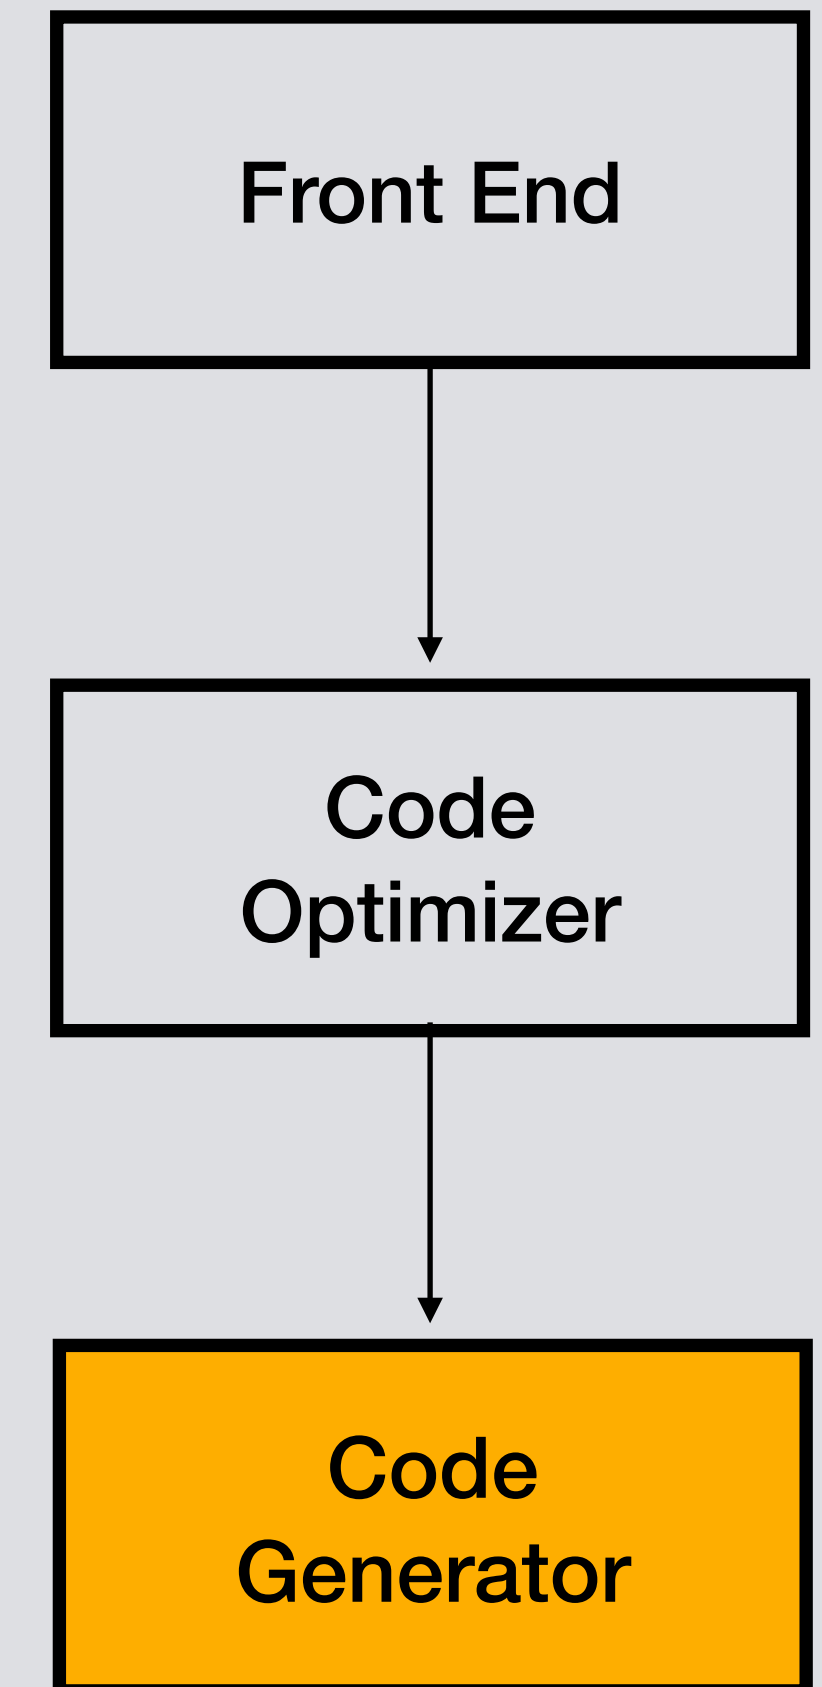 Front End
Code
Optimizer
Code
Generator